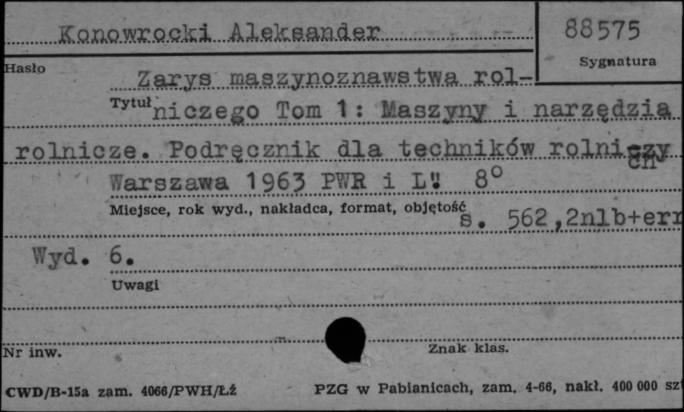 Konowrocki Aleksander
88575
Hasło
Sygnatura
Zarys maszynoznawstwa rol-
Tytuł niczego Tom 1: Maszyny i narzędzia
rolnicze. Podręcznik dla techników rolniczy
ch
Warszawa 1963 PWR i L" 8°
Miejsce, rok wyd., nakładca, format, objętość
s. 562,2nlb+err
Wyd. 6.
Uwagi
Nr inw.
Znak klas.
CWD/B-15a zam. 4066/PWH/Łż
PZG w Pabianicach, zam. 4-66, nakł. 400 000 szt